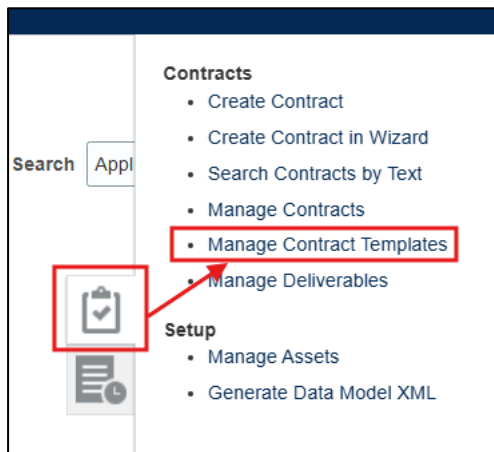 Contracts
Create Contract
Create Contract in Wizard
Search Appl
Search Contracts by Text
Manage Contracts
Manage Contract Templates
Manage Deliverables
Setup
Manage Assets
Generate Data Model XML